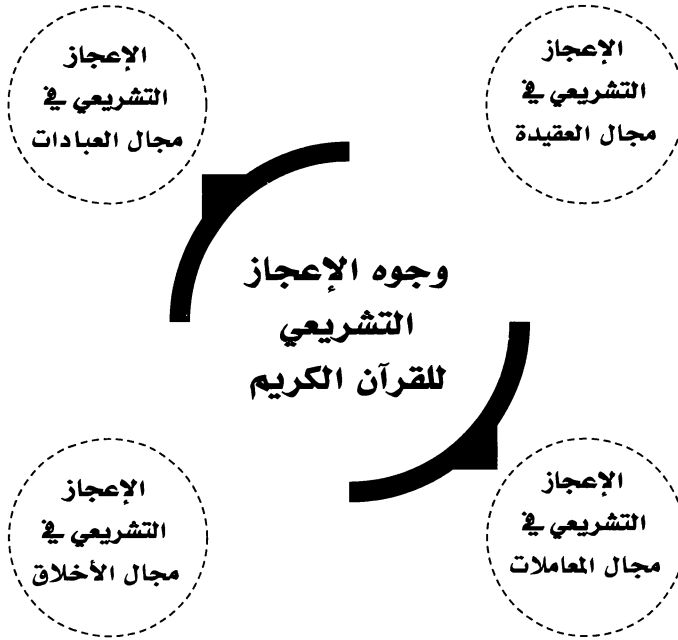 الإعجاز
التشريعي في
مجال العقيدة
الإعجاز
التشريعي في
مجال العبادات
وجوه الإعجاز
التشريعي
للقرآن الكريم
الإعجاز
التشريعي في
مجال المعاملات
الإعجاز
التشريعي في
مجال الأخلاق